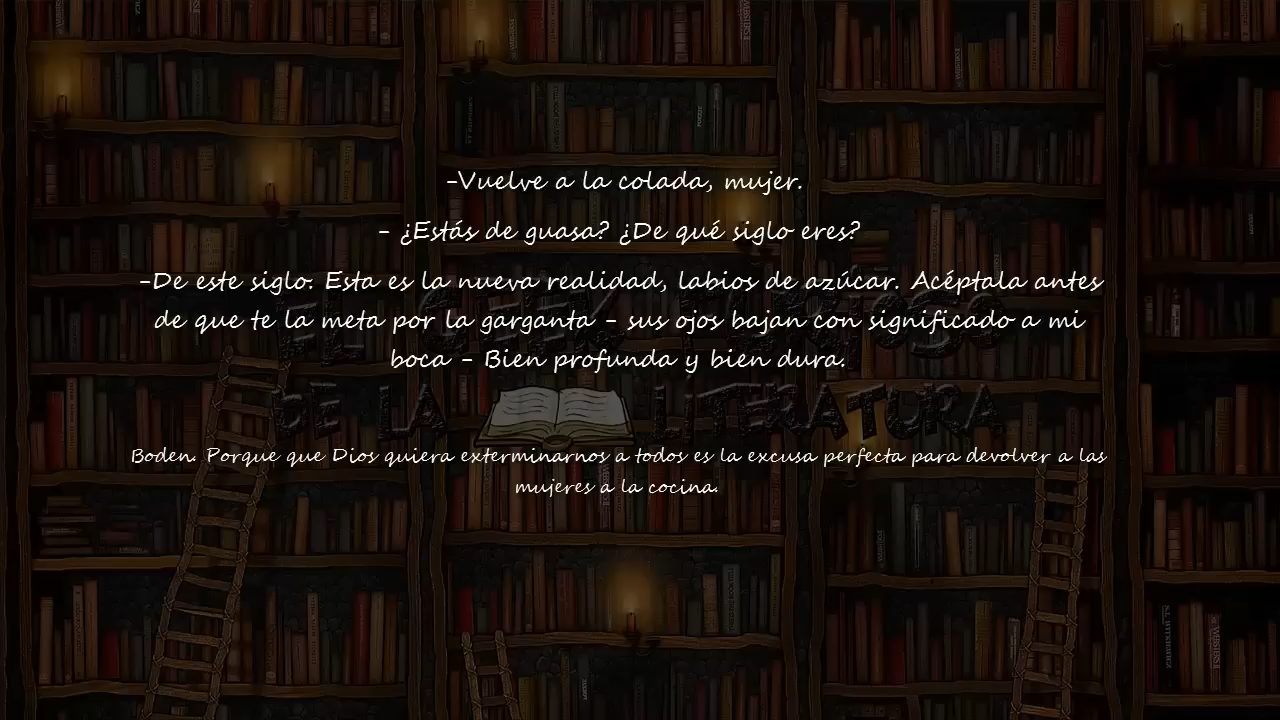 -Vuelve a la colada, mujer.
- ¿Estás de guasa? ¿De qué siglo eres?
-De este siglo. Esta es la nueva realidad, labios de azúcar. Acéptala antes
de que te la meta por la garganta - sus ojos bajan con significado a mi
boca - Bien profunda y bien dura.
DE LA LITERATURA
Boden. Porque que Dios quiera exterminarnos a todos es la excusa perfecta para devolver a las
mujeres a la cocina.